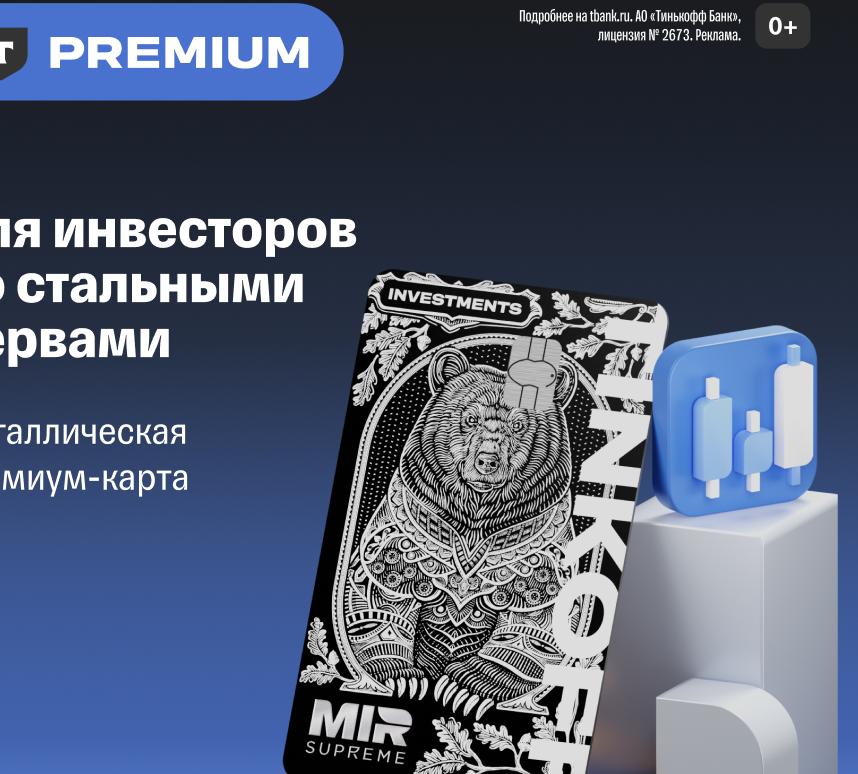 Т PREMIUM
Подробнее на tbank.ru. АО «Тинькофф Банк»,
лицензия № 2673. Реклама.
0+
ля инвесторов
о стальными
ервами
таллическая
миум-карта
INVESTMENTS
TINKOFF
MIR
SUPREME